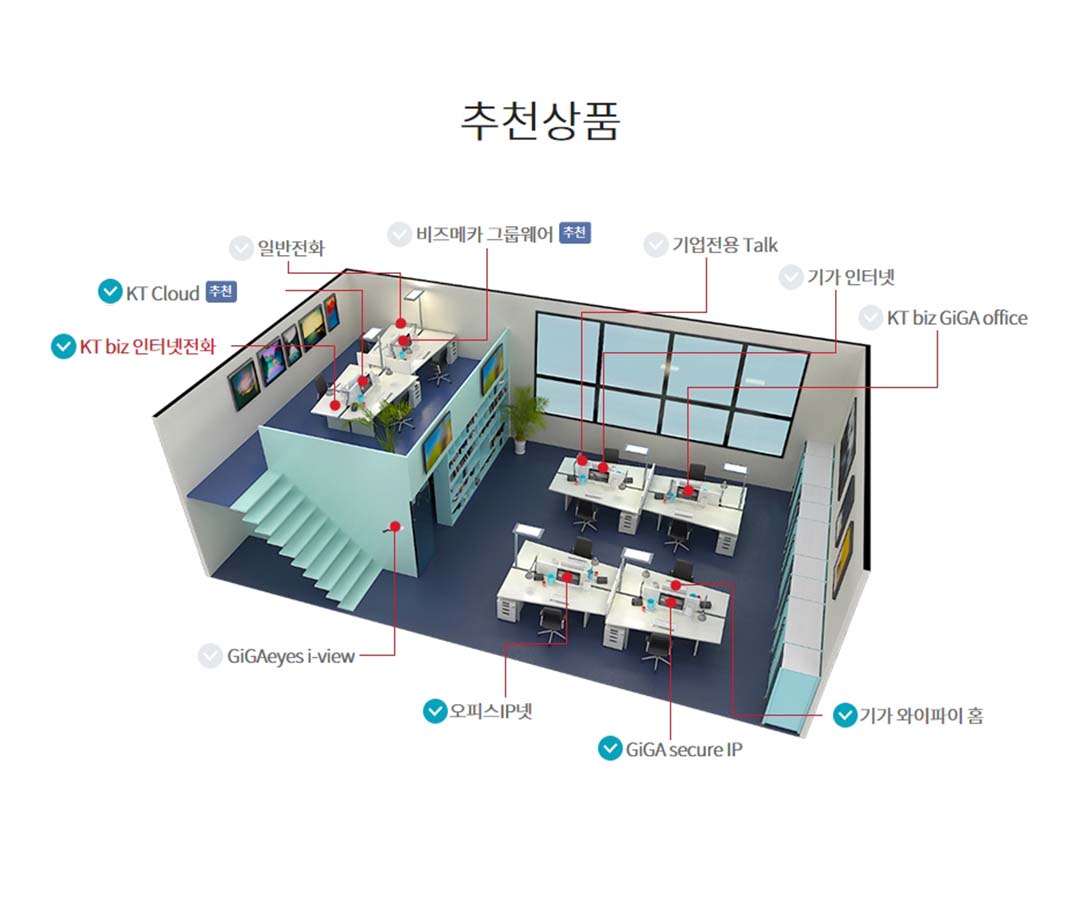 추천상품
일반전화
비즈메카 그룹웨어 추천
기업전용 Talk
기가 인터넷
KT Cloud 추천
KT biz GiGA office
KT biz 인터넷전화
GiGAeyes i-view
오피스IP넷
기가 와이파이 홈
GiGA secure IP